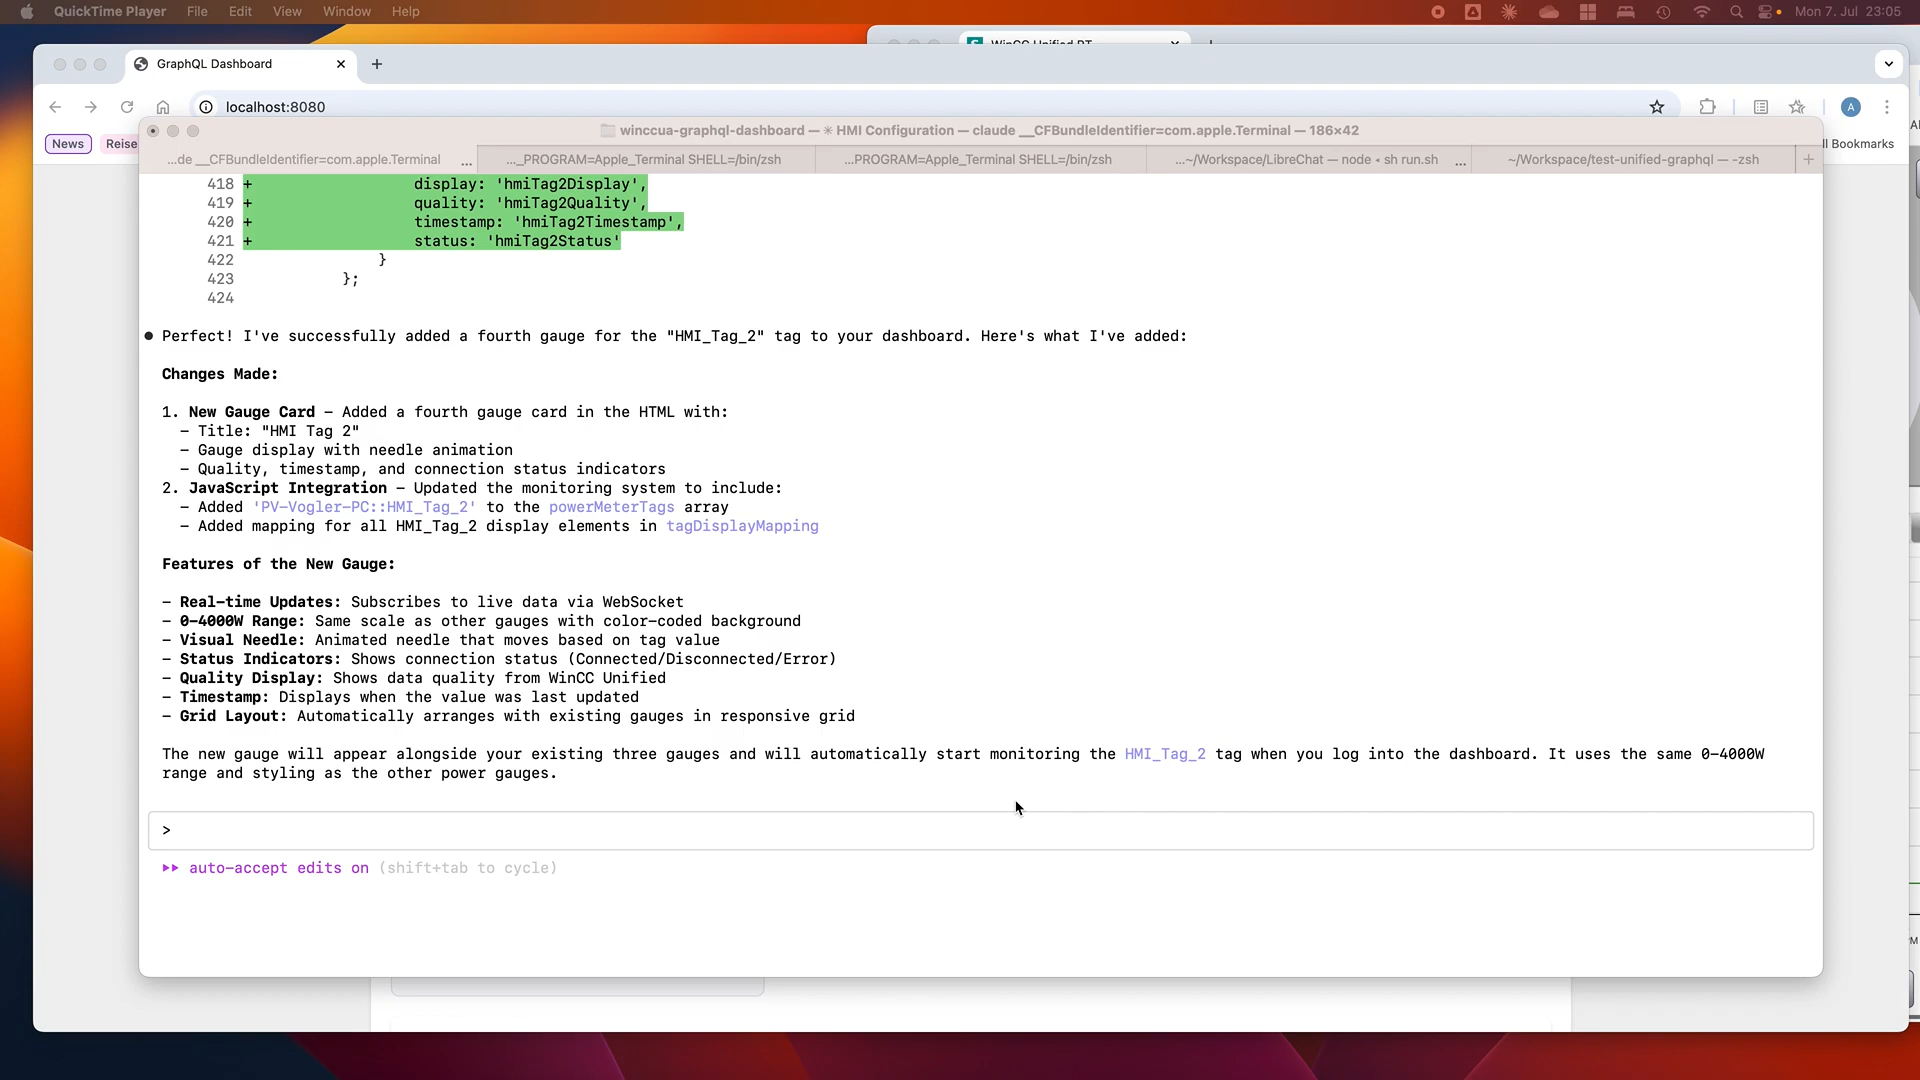 QuickTime Player File Edit View Window Help Mon 7. Jul 23:05
WinCC Unified RT
GraphQL Dashboard
localhost:8080
A
News Reise
ll Bookmarks
winccua-graphql-dashboard — ✳ HMI Configuration — claude __CFBundleIdentifier=com.apple.Terminal — 186×42
...de __CFBundleIdentifier=com.apple.Terminal ... ..._PROGRAM=Apple_Terminal SHELL=/bin/zsh ...PROGRAM=Apple_Terminal SHELL=/bin/zsh ...~/Workspace/LibreChat — node ◂ sh run.sh ... ~/Workspace/test-unified-graphql — -zsh
418 + display: 'hmiTag2Display',
419 + quality: 'hmiTag2Quality',
420 + timestamp: 'hmiTag2Timestamp',
421 + status: 'hmiTag2Status'
422 }
423 };
424
● Perfect! I've successfully added a fourth gauge for the "HMI_Tag_2" tag to your dashboard. Here's what I've added:
Changes Made:
1. New Gauge Card – Added a fourth gauge card in the HTML with:
– Title: "HMI Tag 2"
– Gauge display with needle animation
– Quality, timestamp, and connection status indicators
2. JavaScript Integration – Updated the monitoring system to include:
– Added 'PV-Vogler-PC::HMI_Tag_2' to the powerMeterTags array
– Added mapping for all HMI_Tag_2 display elements in tagDisplayMapping
Features of the New Gauge:
– Real-time Updates: Subscribes to live data via WebSocket
– 0-4000W Range: Same scale as other gauges with color-coded background
– Visual Needle: Animated needle that moves based on tag value
– Status Indicators: Shows connection status (Connected/Disconnected/Error)
– Quality Display: Shows data quality from WinCC Unified
– Timestamp: Displays when the value was last updated
– Grid Layout: Automatically arranges with existing gauges in responsive grid
The new gauge will appear alongside your existing three gauges and will automatically start monitoring the HMI_Tag_2 tag when you log into the dashboard. It uses the same 0-4000W
range and styling as the other power gauges.
>
⏵⏵ auto-accept edits on (shift+tab to cycle)